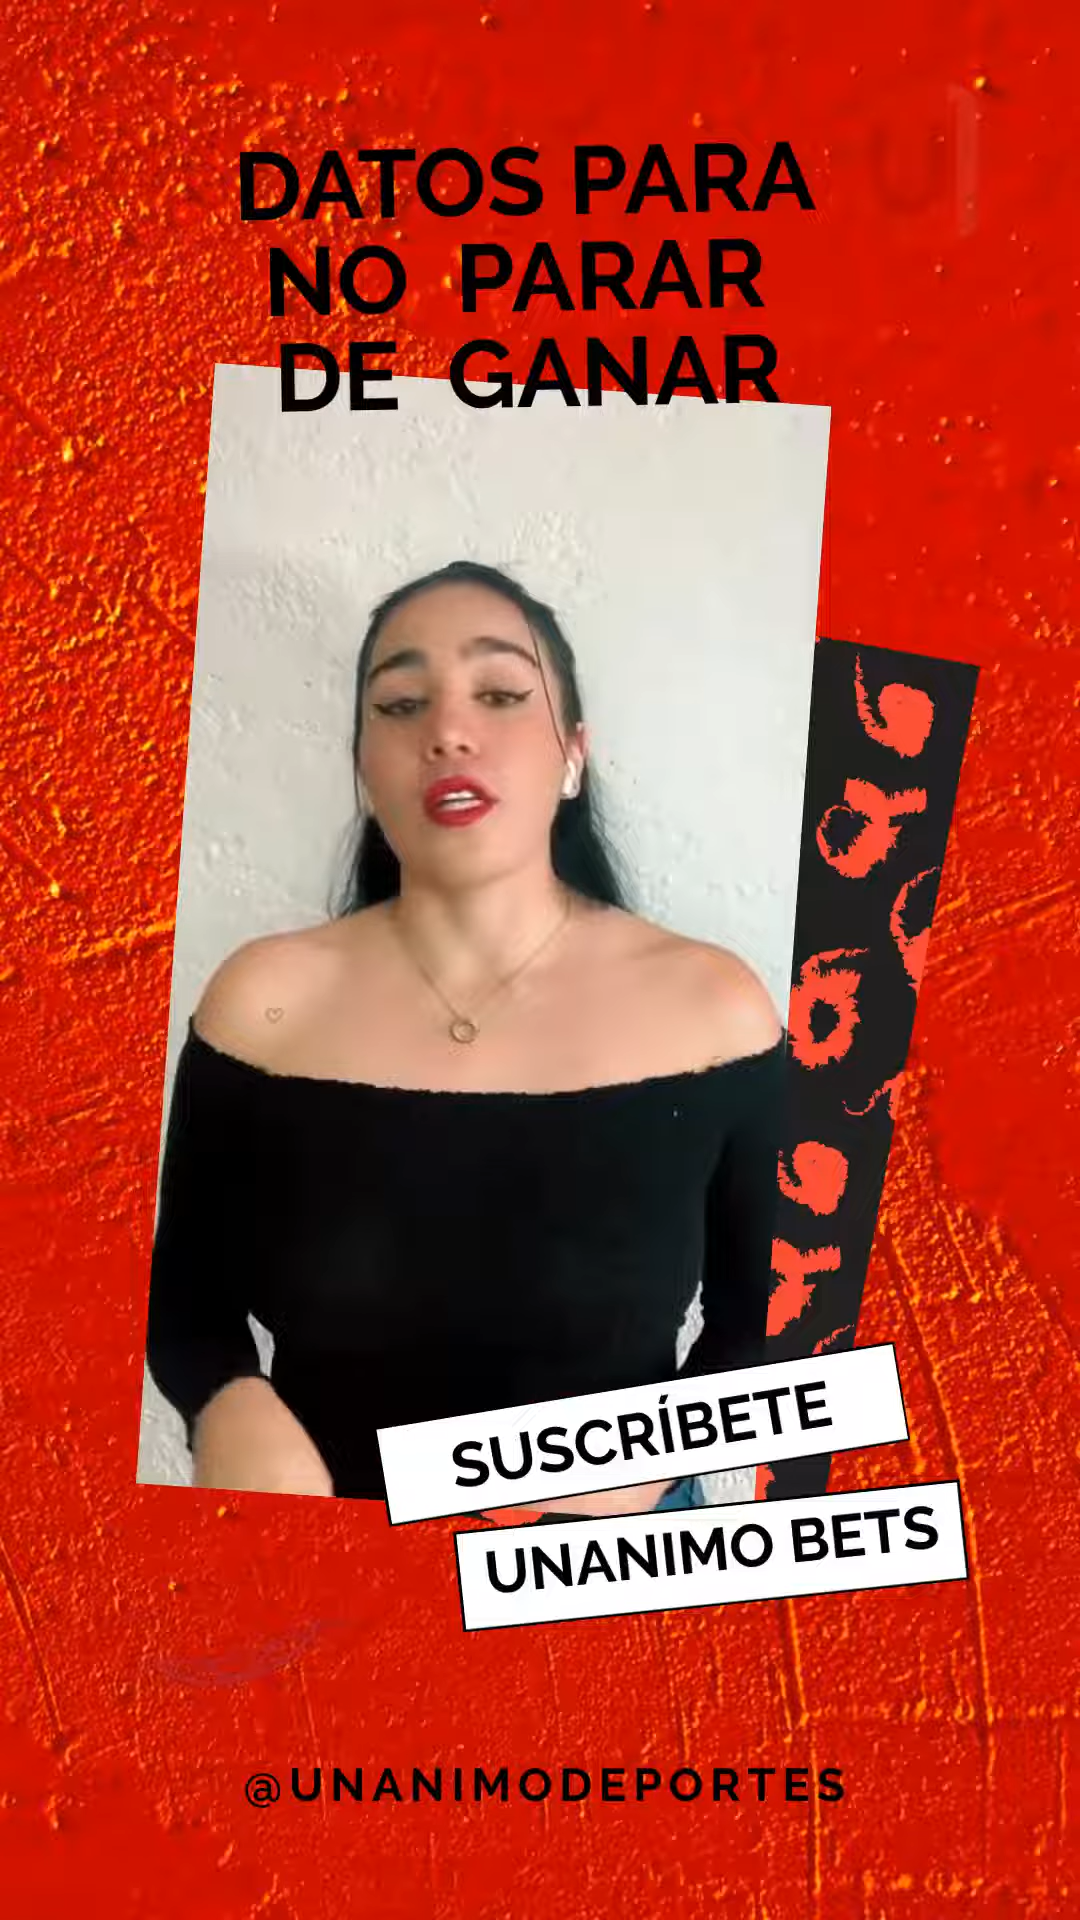 DATOS PARA
NO PARAR
DE GANAR
SUSCRÍBETE
UNANIMO BETS
@UNANIMODEPORTES